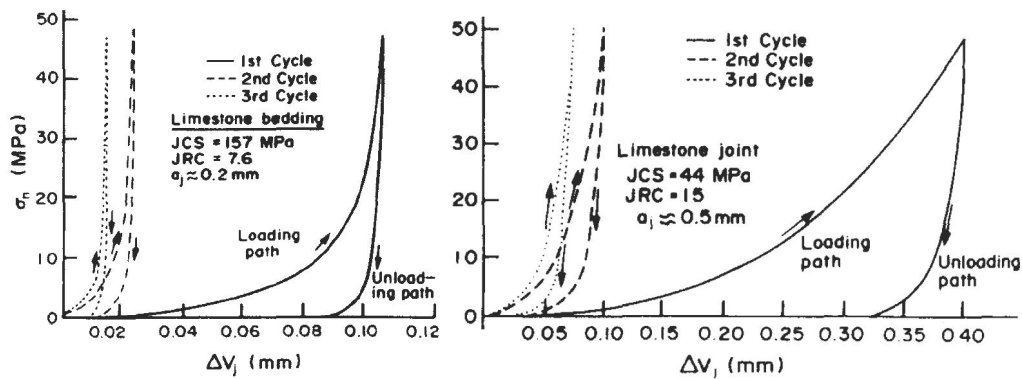 50
40
30
20
10
0
σn (MPa)
1st Cycle
2nd Cycle
3rd Cycle
Limestone bedding
JCS = 157 MPa
JRC = 7.6
aj ≈ 0.2 mm
Loading
path
Unload-
ing path
0.02 0.04 0.06 0.08 0.10 0.12
ΔVj (mm)
50
40
30
20
10
0
1st Cycle
2nd Cycle
3rd Cycle
Limestone joint
JCS = 44 MPa
JRC = 15
aj ≈ 0.5 mm
Loading
path
Unloading
path
0.05 0.10 0.15 0.20 0.25 0.30 0.35 0.40
ΔVj (mm)